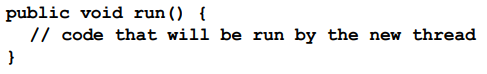 public void run() {
  // code that will be run by the new thread
}